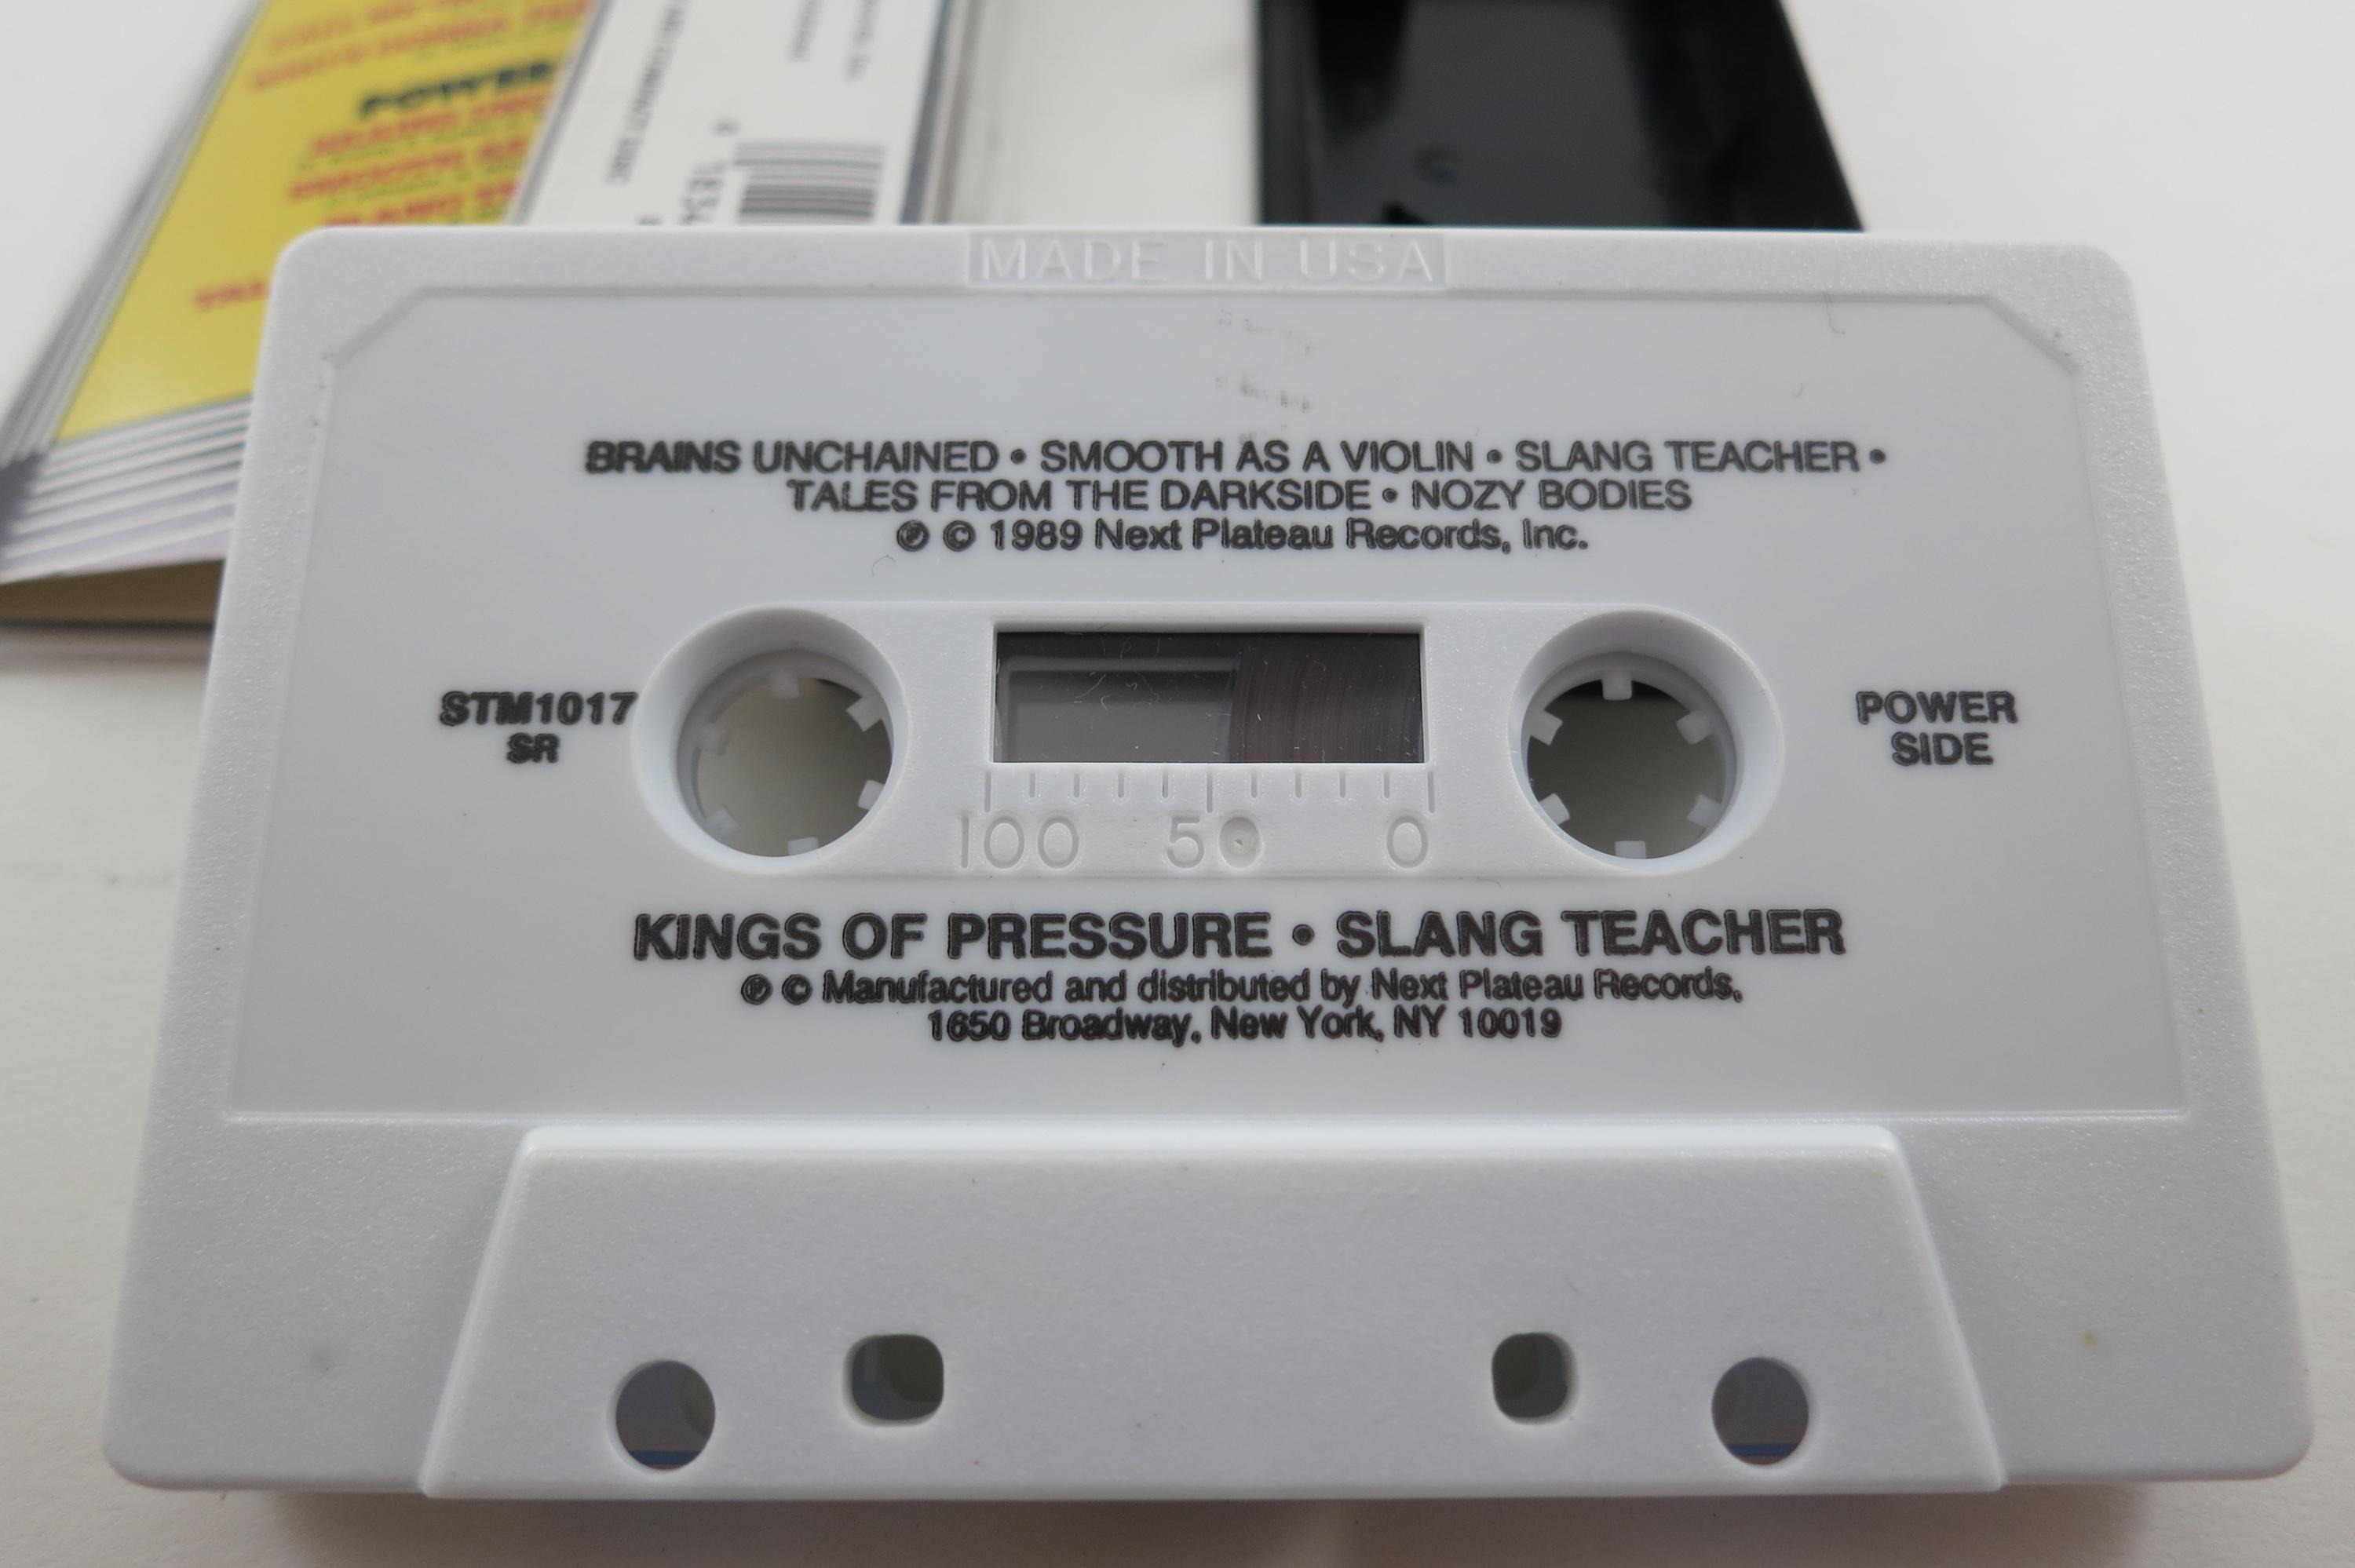 POWER
MADE IN USA
BRAINS UNCHAINED • SMOOTH AS A VIOLIN • SLANG TEACHER •
TALES FROM THE DARKSIDE • NOZY BODIES
℗ © 1989 Next Plateau Records, Inc.
STM1017
SR
POWER
SIDE
100 50 0
KINGS OF PRESSURE • SLANG TEACHER
℗ © Manufactured and distributed by Next Plateau Records,
1650 Broadway, New York, NY 10019